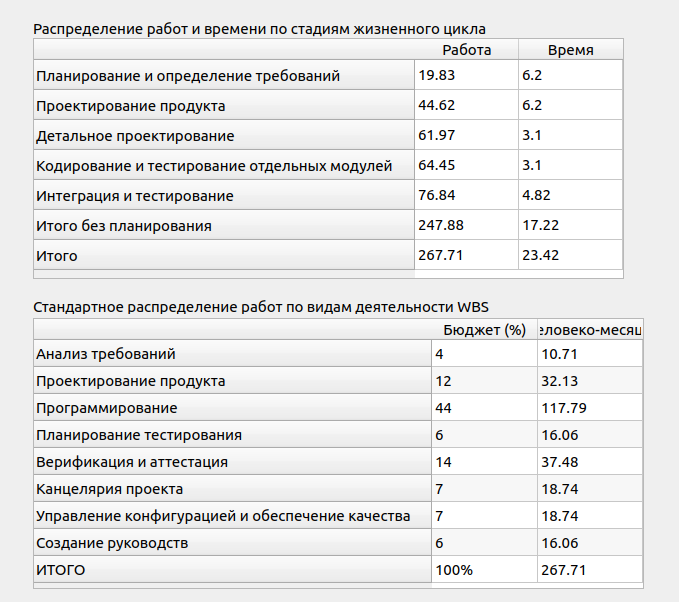 Распределение работ и времени по стадиям жизненного цикла
Работа Время
Планирование и определение требований 19.83 6.2
Проектирование продукта 44.62 6.2
Детальное проектирование 61.97 3.1
Кодирование и тестирование отдельных модулей 64.45 3.1
Интеграция и тестирование 76.84 4.82
Итого без планирования 247.88 17.22
Итого 267.71 23.42
Стандартное распределение работ по видам деятельности WBS
Бюджет (%) еловеко-месяц
Анализ требований 4 10.71
Проектирование продукта 12 32.13
Программирование 44 117.79
Планирование тестирования 6 16.06
Верификация и аттестация 14 37.48
Канцелярия проекта 7 18.74
Управление конфигурацией и обеспечение качества 7 18.74
Создание руководств 6 16.06
ИТОГО 100% 267.71